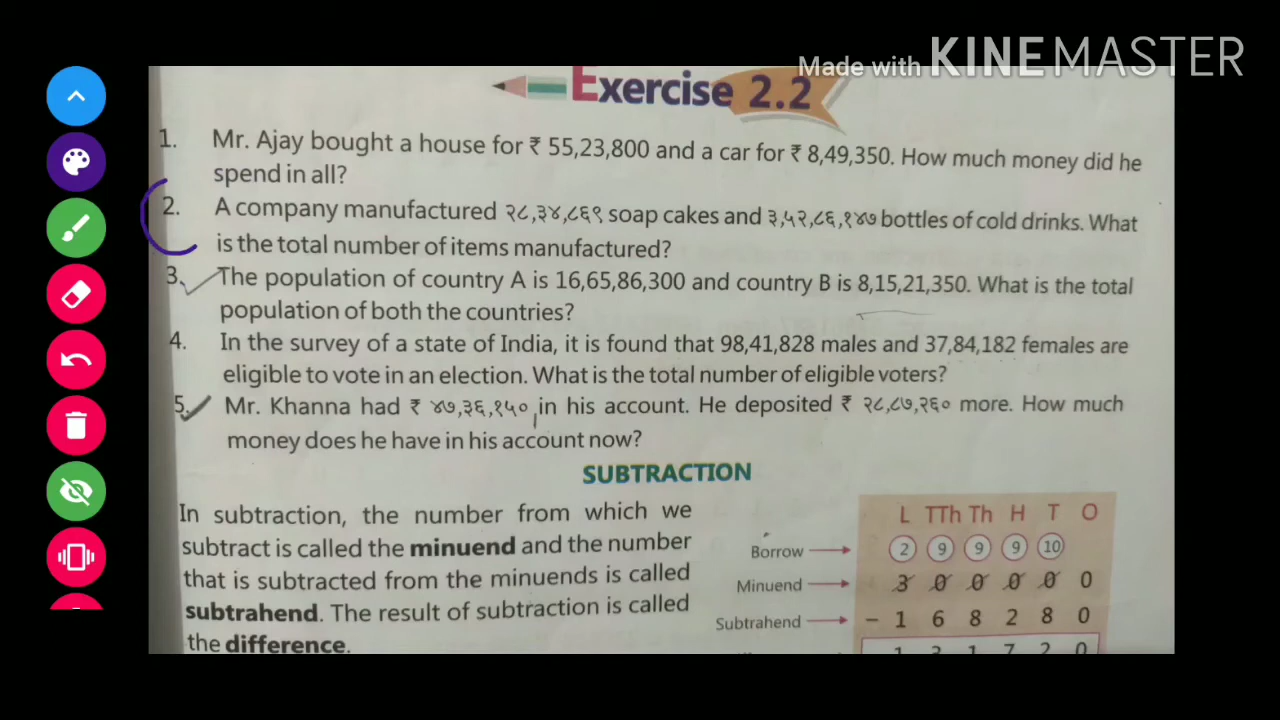 Made with KINEMASTER
Exercise 2.2
1. Mr. Ajay bought a house for ₹ 55,23,800 and a car for ₹ 8,49,350. How much money did he
spend in all?
2. A company manufactured २८,३४,८६९ soap cakes and ३,५२,८६,१४७ bottles of cold drinks. What
is the total number of items manufactured?
3. The population of country A is 16,65,86,300 and country B is 8,15,21,350. What is the total
population of both the countries?
4. In the survey of a state of India, it is found that 98,41,828 males and 37,84,182 females are
eligible to vote in an election. What is the total number of eligible voters?
5. Mr. Khanna had ₹ ४७,३६,१५० in his account. He deposited ₹ २८,८७,२६० more. How much
money does he have in his account now?
SUBTRACTION
In subtraction, the number from which we
subtract is called the minuend and the number
that is subtracted from the minuends is called
subtrahend. The result of subtraction is called
the difference.
L TTh Th H T O
Borrow 2 9 9 9 10
Minuend 3 0 0 0 0 0
Subtrahend - 1 6 8 2 8 0
1 3 1 7 2 0